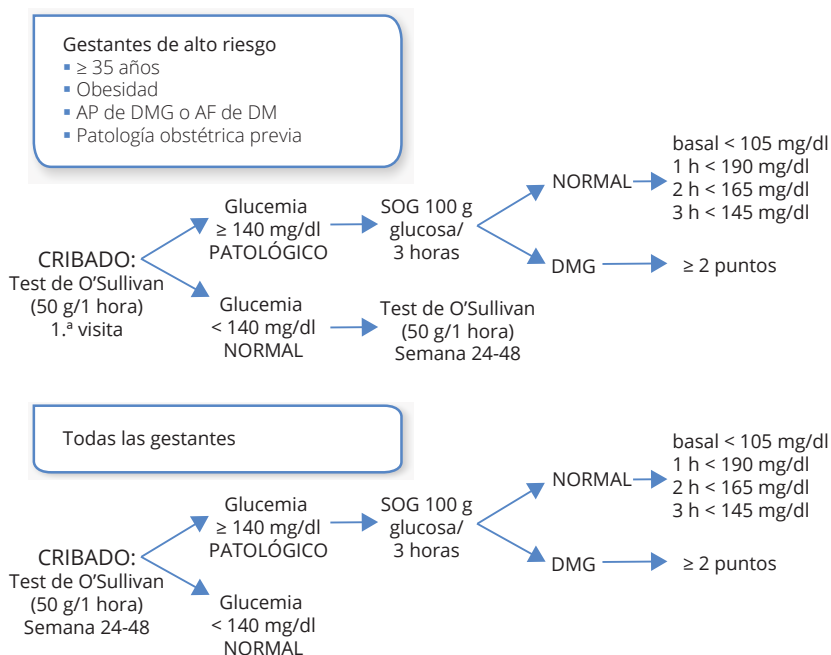 Gestantes de alto riesgo
▪ ≥ 35 años
▪ Obesidad
▪ AP de DMG o AF de DM
▪ Patología obstétrica previa
CRIBADO:
Test de O’Sullivan
(50 g/1 hora)
1.ª visita
Glucemia
≥ 140 mg/dl
PATOLÓGICO
SOG 100 g
glucosa/
3 horas
NORMAL
basal < 105 mg/dl
1 h < 190 mg/dl
2 h < 165 mg/dl
3 h < 145 mg/dl
DMG
≥ 2 puntos
Glucemia
< 140 mg/dl
NORMAL
Test de O’Sullivan
(50 g/1 hora)
Semana 24-48
Todas las gestantes
CRIBADO:
Test de O’Sullivan
(50 g/1 hora)
Semana 24-48
Glucemia
≥ 140 mg/dl
PATOLÓGICO
SOG 100 g
glucosa/
3 horas
NORMAL
basal < 105 mg/dl
1 h < 190 mg/dl
2 h < 165 mg/dl
3 h < 145 mg/dl
DMG
≥ 2 puntos
Glucemia
< 140 mg/dl
NORMAL